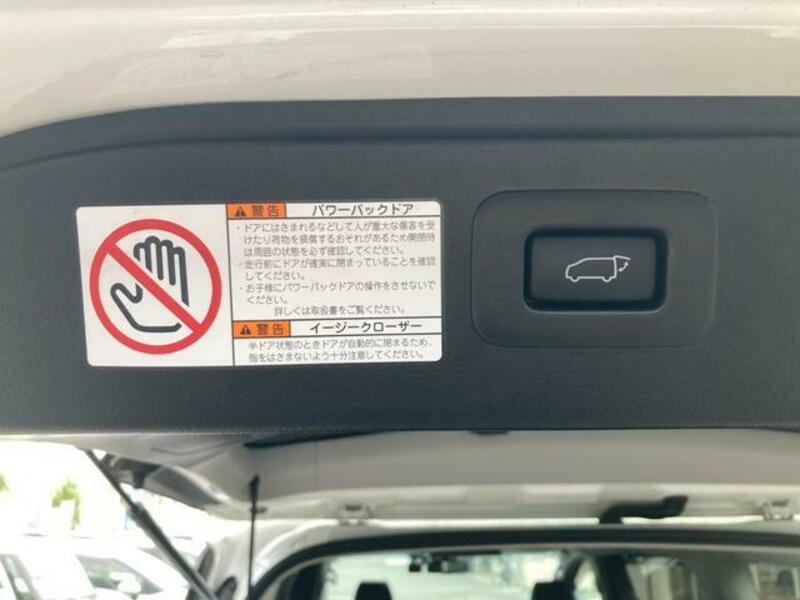 警告 パワーバックドア
・ドアにはさまれるなどして人が重大な傷害を受
けたり荷物を損傷するおそれがあるため開閉時
は周囲の状態を必ず確認してください。
・走行前にドアが確実に閉まっていることを確認
してください。
・お子様にパワーバックドアの操作をさせないで
ください。
詳しくは取扱書をご覧ください。
警告 イージークローザー
半ドア状態のときドアが自動的に閉まるため、
指をはさまないよう十分注意してください。